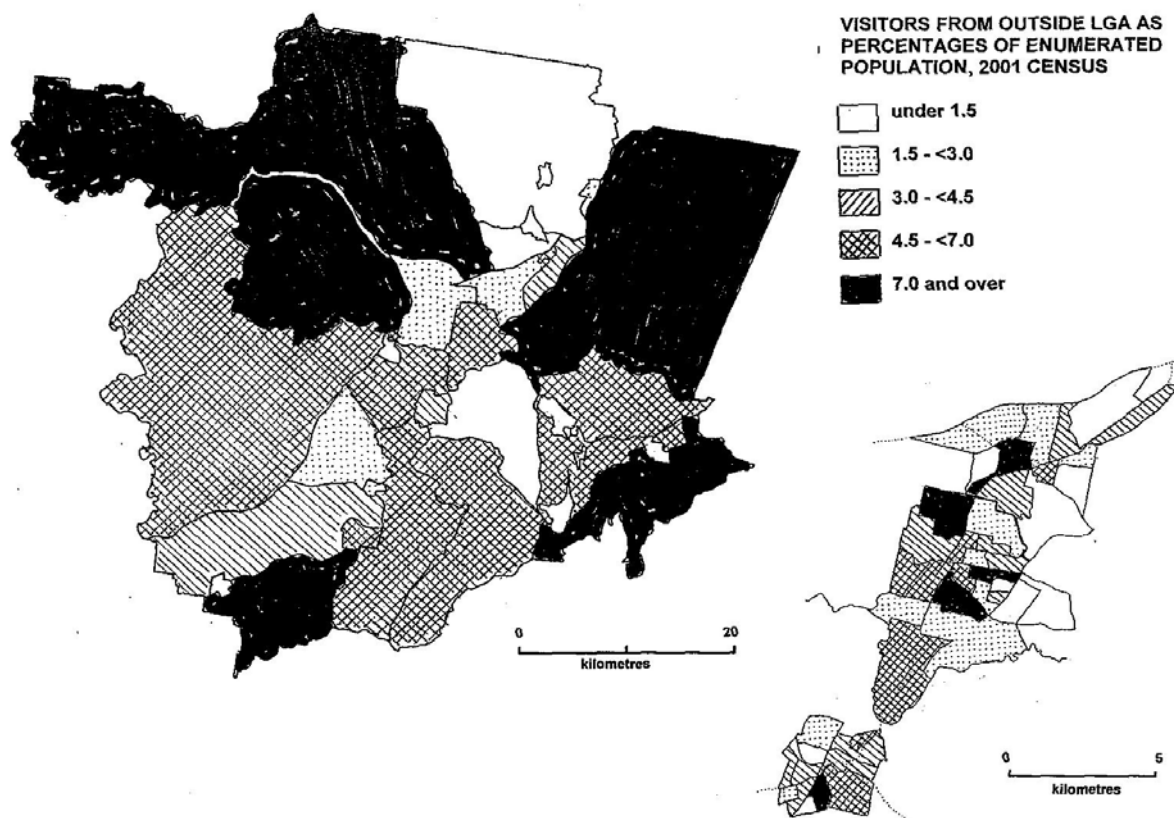 VISITORS FROM OUTSIDE LGA AS
PERCENTAGES OF ENUMERATED
POPULATION, 2001 CENSUS
under 1.5
1.5 - <3.0
3.0 - <4.5
4.5 - <7.0
7.0 and over
0 20
kilometres
0 5
kilometres